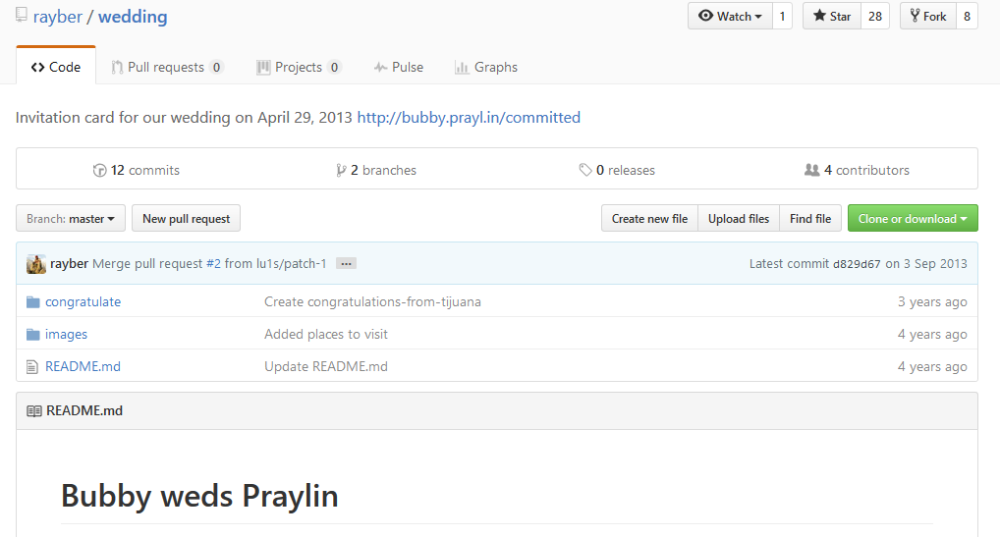 rayber / wedding
Watch 1 Star 28 Fork 8
Code Pull requests 0 Projects 0 Pulse Graphs
Invitation card for our wedding on April 29, 2013 http://bubby.prayl.in/committed
12 commits 2 branches 0 releases 4 contributors
Branch: master New pull request Create new file Upload files Find file Clone or download
rayber Merge pull request #2 from lu1s/patch-1 ... Latest commit d829d67 on 3 Sep 2013
congratulate Create congratulations-from-tijuana 3 years ago
images Added places to visit 4 years ago
README.md Update README.md 4 years ago
README.md
Bubby weds Praylin